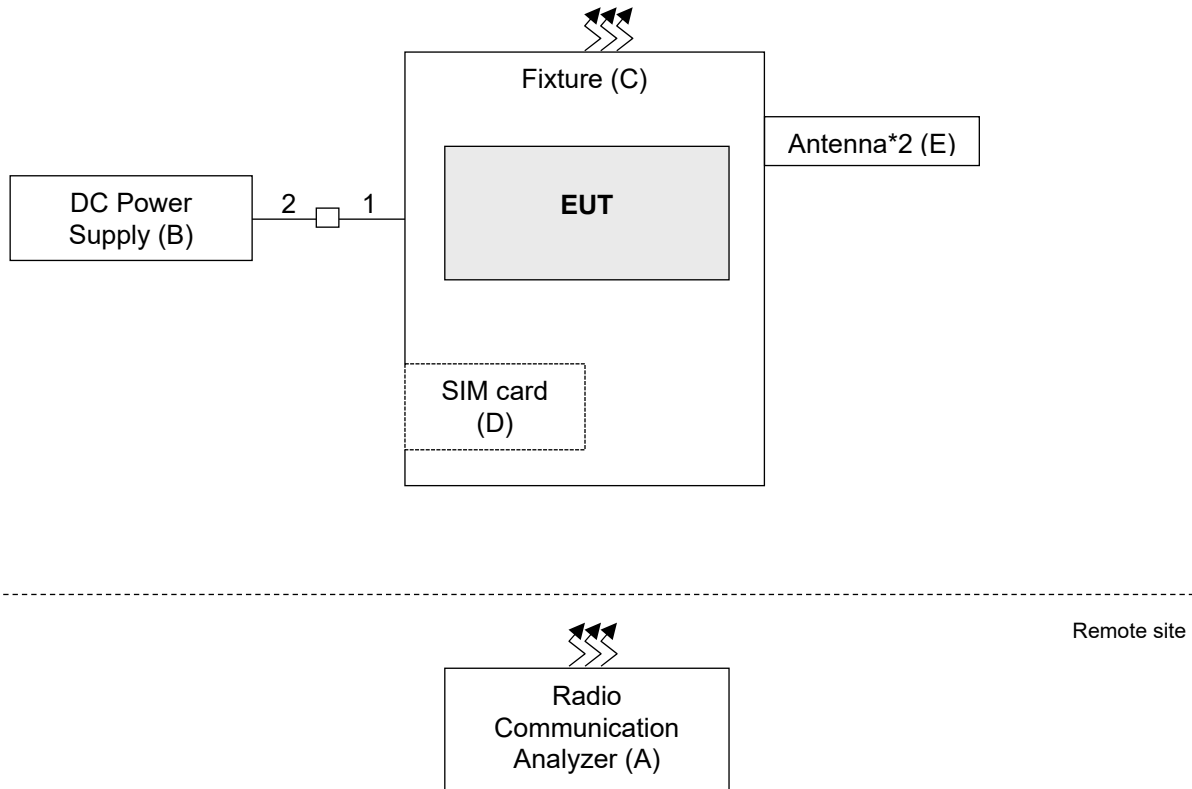 Fixture (C)
Antenna*2 (E)
DC Power
Supply (B)
2
1
EUT
SIM card
(D)
Remote site
Radio
Communication
Analyzer (A)